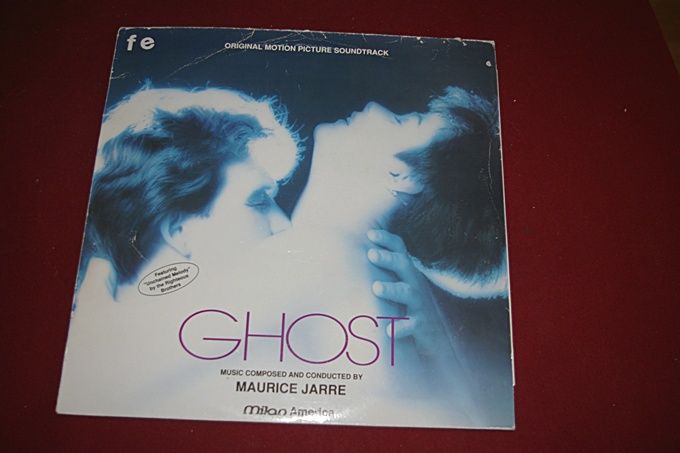 fe
ORIGINAL MOTION PICTURE SOUNDTRACK
Featuring
"Unchained Melody"
by the Righteous
Brothers
GHOST
MUSIC COMPOSED AND CONDUCTED BY
MAURICE JARRE
milan America